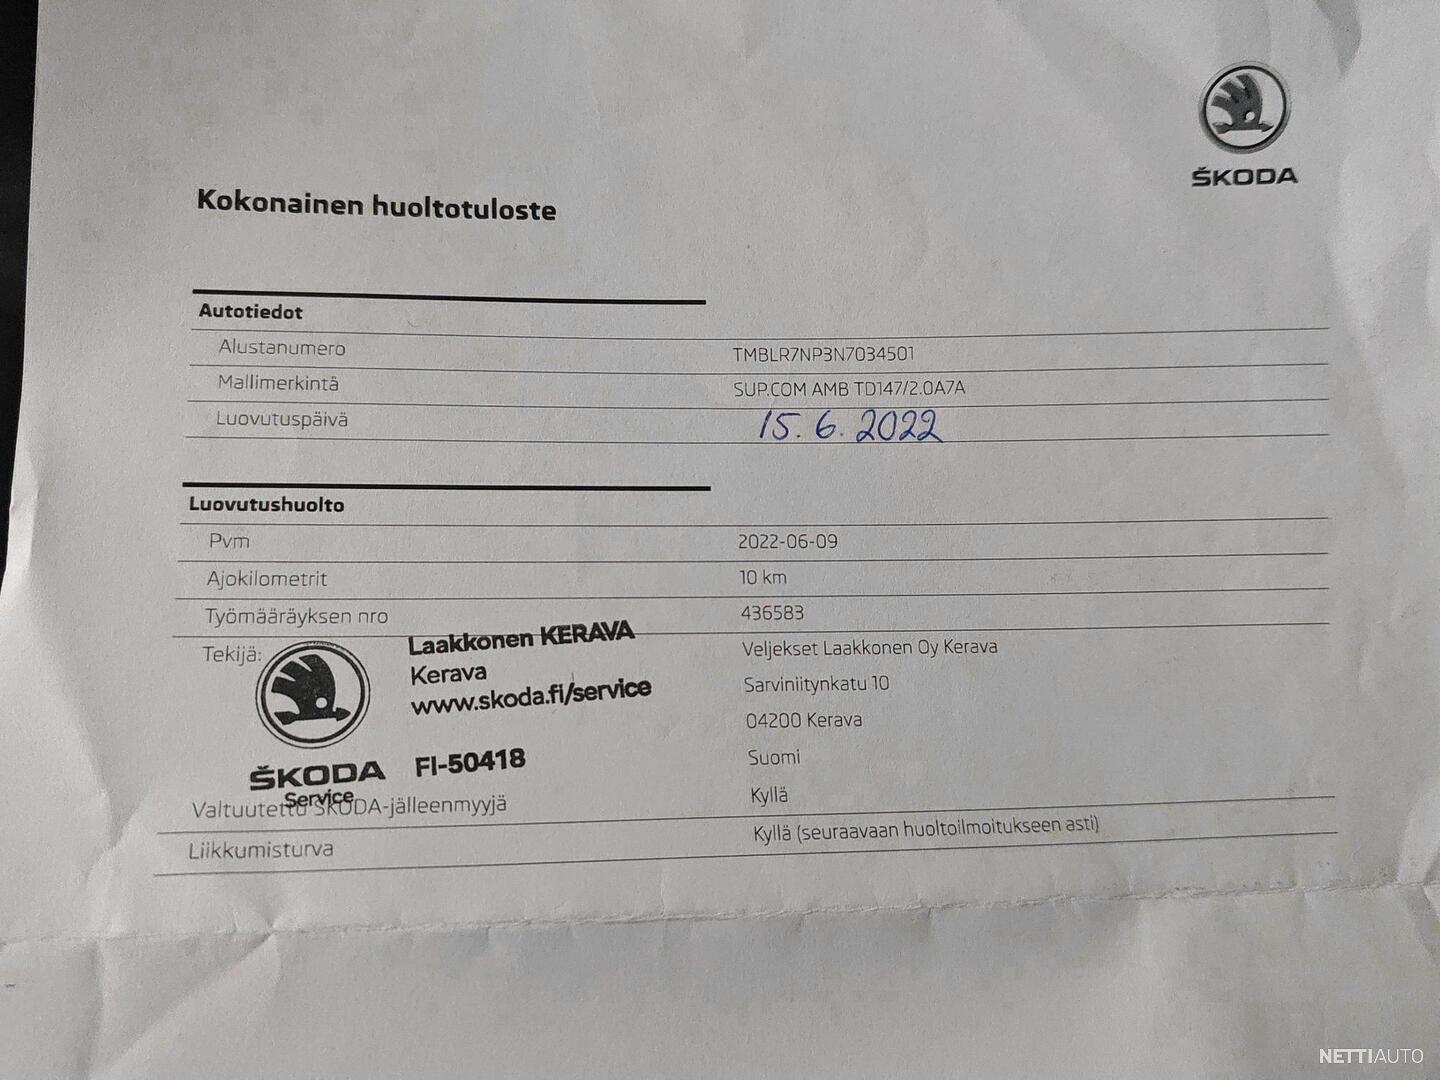 ŠKODA
Kokonainen huoltotuloste
Autotiedot
Alustanumero TMBLR7NP3N7034501
Mallimerkintä SUP.COM AMB TD147/2.0A7A
Luovutuspäivä 15.6.2022
Luovutushuolto
Pvm 2022-06-09
Ajokilometrit 10 km
Työmääräyksen nro 436583
Tekijä: Veljekset Laakkonen Oy Kerava
Sarviniitynkatu 10
04200 Kerava
Suomi
Laakkonen KERAVA
Kerava
www.skoda.fi/service
ŠKODA FI-50418
Service
Valtuutettu ŠKODA-jälleenmyyjä Kyllä
Liikkumisturva Kyllä (seuraavaan huoltoilmoitukseen asti)
NETTIAUTO